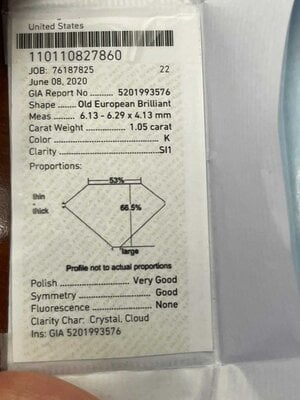 United States
110110827860
JOB: 76187825 22
June 08, 2020
GIA Report No .......... 5201993576
Shape ...... Old European Brilliant
Meas .... 6.13 - 6.29 x 4.13 mm
Carat Weight ............ 1.05 carat
Color ................................ K
Clarity ............................ SI1
Proportions:
53%
thin
-
thick
66.5%
large
Profile not to actual proportions
Polish ...................... Very Good
Symmetry ...................... Good
Fluorescence ................ None
Clarity Char: Crystal, Cloud
Ins: GIA 5201993576